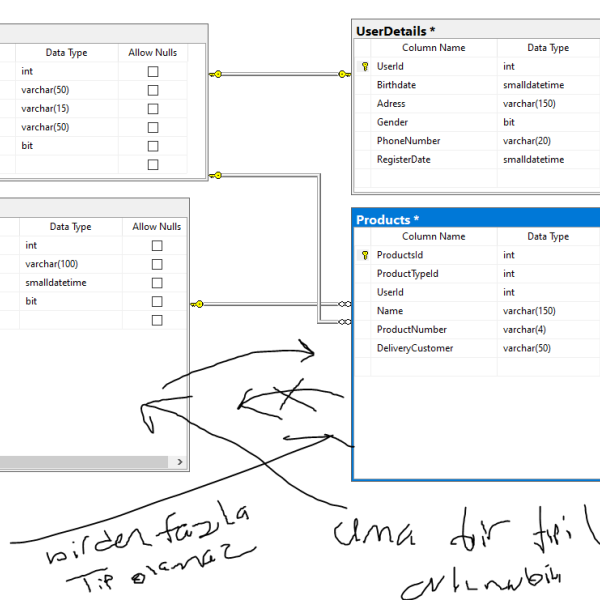 UserDetails *
Data Type Allow Nulls
Column Name Data Type
int
varchar(50)
varchar(15)
varchar(50)
bit
UserId int
Birthdate smalldatetime
Adress varchar(150)
Gender bit
PhoneNumber varchar(20)
RegisterDate smalldatetime
Products *
Data Type Allow Nulls
Column Name Data Type
int
varchar(100)
smalldatetime
bit
ProductsId int
ProductTypeId int
UserId int
Name varchar(150)
ProductNumber varchar(4)
DeliveryCustomer varchar(50)
birden fazla
Tip olamaz
ama bir